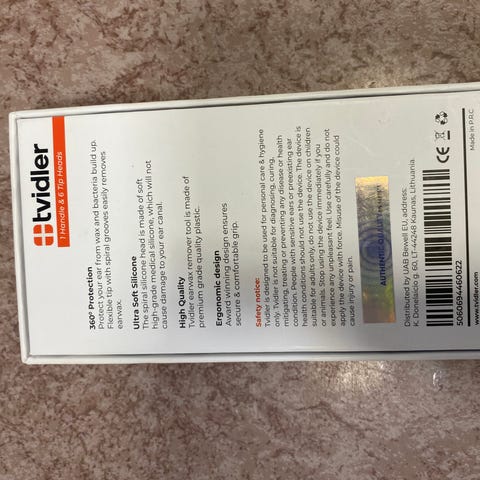 tvidler
1 Handle & 6 Tip Heads
360° Protection
Protect your ear from wax and bacteria build up.
Flexible tip with spiral grooves easily removes
earwax.
Ultra Soft Silicone
The spiral silicone head is made of soft
high-grade medical silicone, which will not
cause damage to your ear canal.
High Quality
Tvidler earwax remover tool is made of
premium grade quality plastic.
Ergonomic design
Award winning design ensures
secure & comfortable grip.
Safety notice:
Tvidler is designed to be used for personal care & hygiene
only. Tvidler is not suitable for diagnosing, curing,
mitigating, treating or preventing any disease or health
condition. People with sensitive ears or preexisting ear
health conditions should not use the device. The device is
suitable for adults only, do not use the device on children
or animals. Stop using the device immediately if you
experience any unpleasant feel. Use carefully and do not
apply the device with force. Misuse of the device could
cause injury or pain.
AUTHENTIC
Distributed by UAB Bewell EU, address:
K. Donelaičio g. 60, LT-44248 Kaunas, Lithuania.
5060694460622
CE
www.tvidler.com
Made in P.R.C